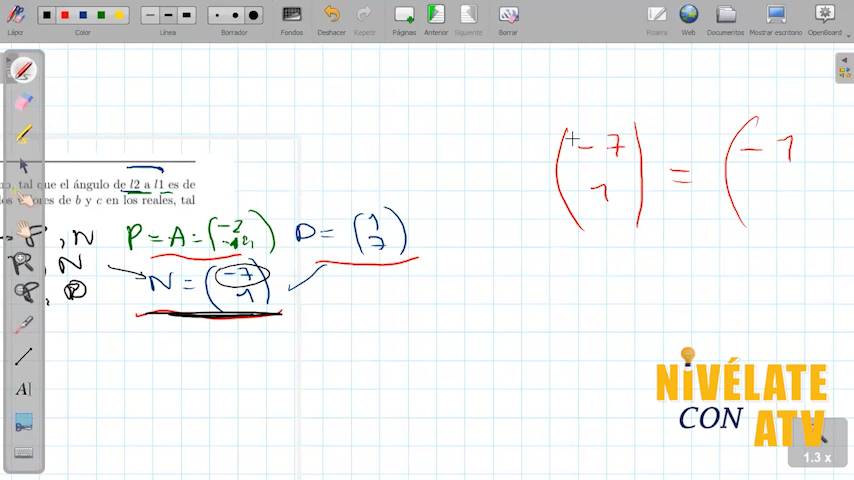 Lápiz Color Línea Borrador Fondos Deshacer Repetir Páginas Anterior Siguiente Borrar Pizarra Web Documentos Mostrar escritorio OpenBoard
tal que el ángulo de l2 a l1 es de
de b y c en los reales, tal
, N
P = A = (-2
D = (1
7)
, N
N = (-7
1)
(-7
1) = (-1
A
NIVÉLATE
CON
ATV
1.3 x